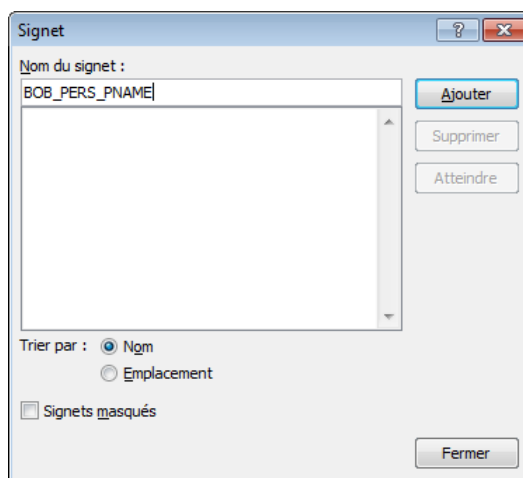 Signet
Nom du signet :
BOB_PERS_PNAME
Ajouter
Supprimer
Atteindre
Trier par :
Nom
Emplacement
Signets masqués
Fermer